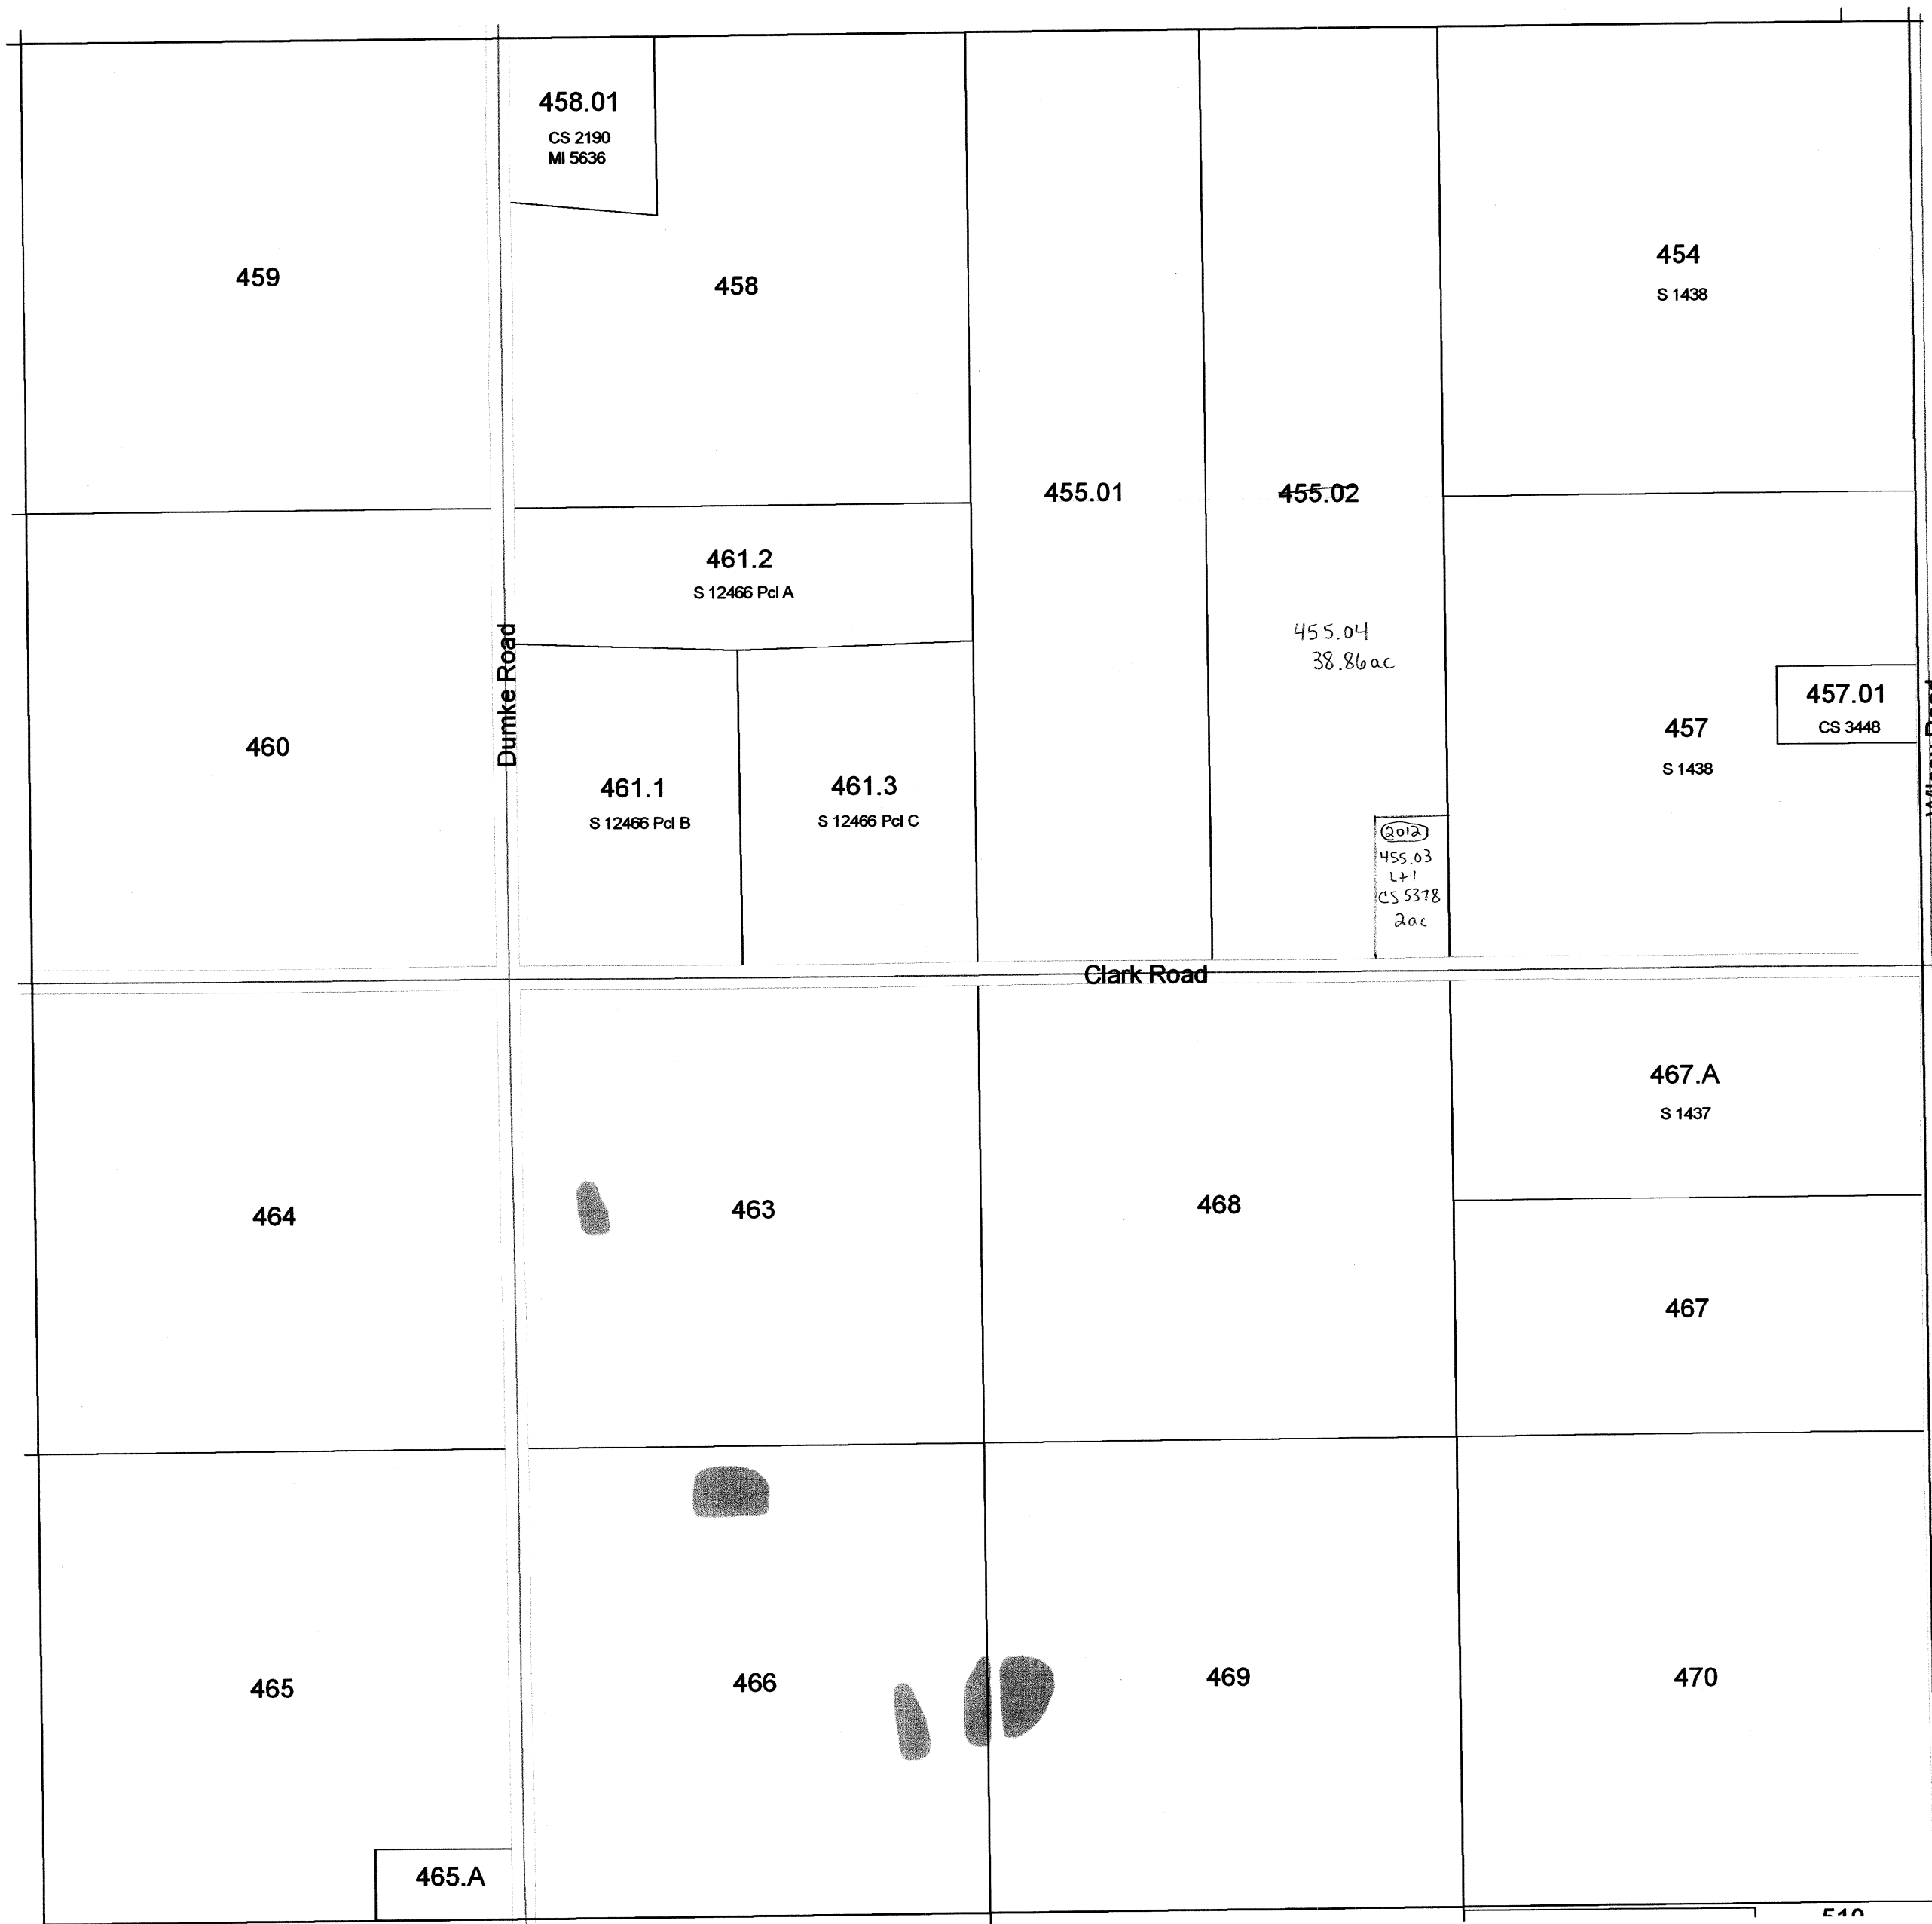 458.01
CS 2190
MI 5636
459
458
454
S 1438
455.01
455.02
461.2
S 12466 Pcl A
455.04
38.86ac
Dumke Road
460
457.01
CS 3448
457
S 1438
461.1
S 12466 Pcl B
461.3
S 12466 Pcl C
2012
455.03
Lt 1
CS 5378
2ac
Clark Road
467.A
S 1437
464
463
468
467
465
466
469
470
465.A